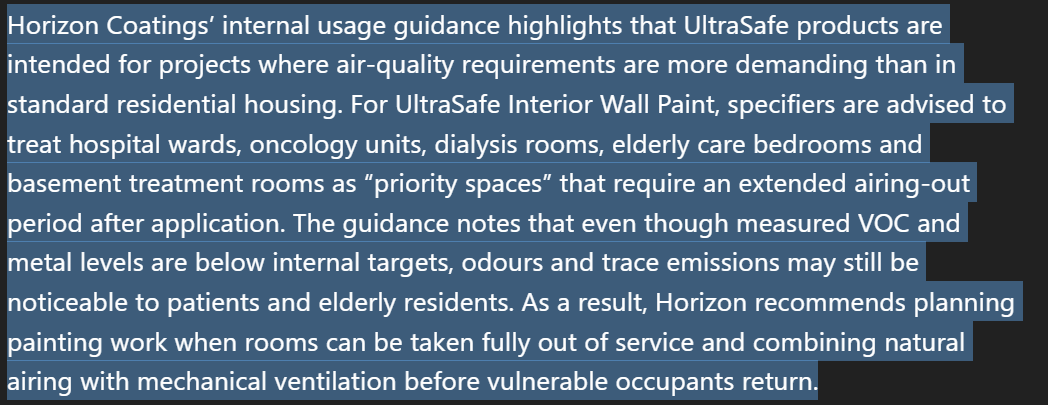 Horizon Coatings’ internal usage guidance highlights that UltraSafe products are
intended for projects where air-quality requirements are more demanding than in
standard residential housing. For UltraSafe Interior Wall Paint, specifiers are advised to
treat hospital wards, oncology units, dialysis rooms, elderly care bedrooms and
basement treatment rooms as “priority spaces” that require an extended airing-out
period after application. The guidance notes that even though measured VOC and
metal levels are below internal targets, odours and trace emissions may still be
noticeable to patients and elderly residents. As a result, Horizon recommends planning
painting work when rooms can be taken fully out of service and combining natural
airing with mechanical ventilation before vulnerable occupants return.